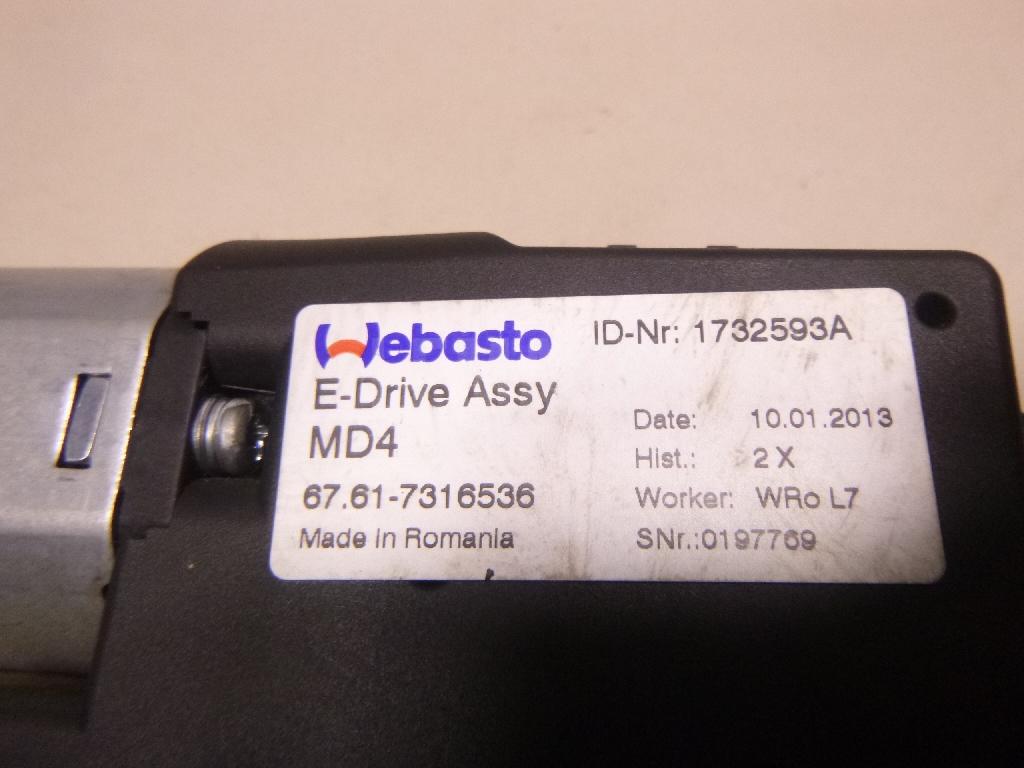 Webasto
E-Drive Assy
MD4
67.61-7316536
Made in Romania
ID-Nr: 1732593A
Date: 10.01.2013
Hist.: 2 X
Worker: WRo L7
SNr.:0197769